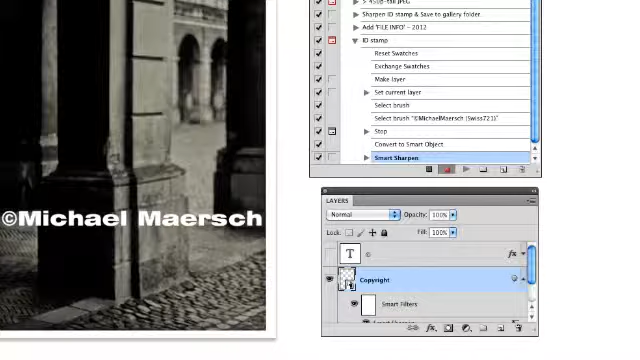 Sharpen ID stamp & Save to gallery folder
Add 'FILE INFO' - 2012
ID stamp
Reset Swatches
Exchange Swatches
Make layer
Set current layer
Select brush
Select brush "©MichaelMaersch (Swiss721)"
Stop
Convert to Smart Object
Smart Sharpen
©Michael Maersch
LAYERS
Normal
Opacity: 100%
Lock:
Fill: 100%
T
©
fx
Copyright
Smart Filters